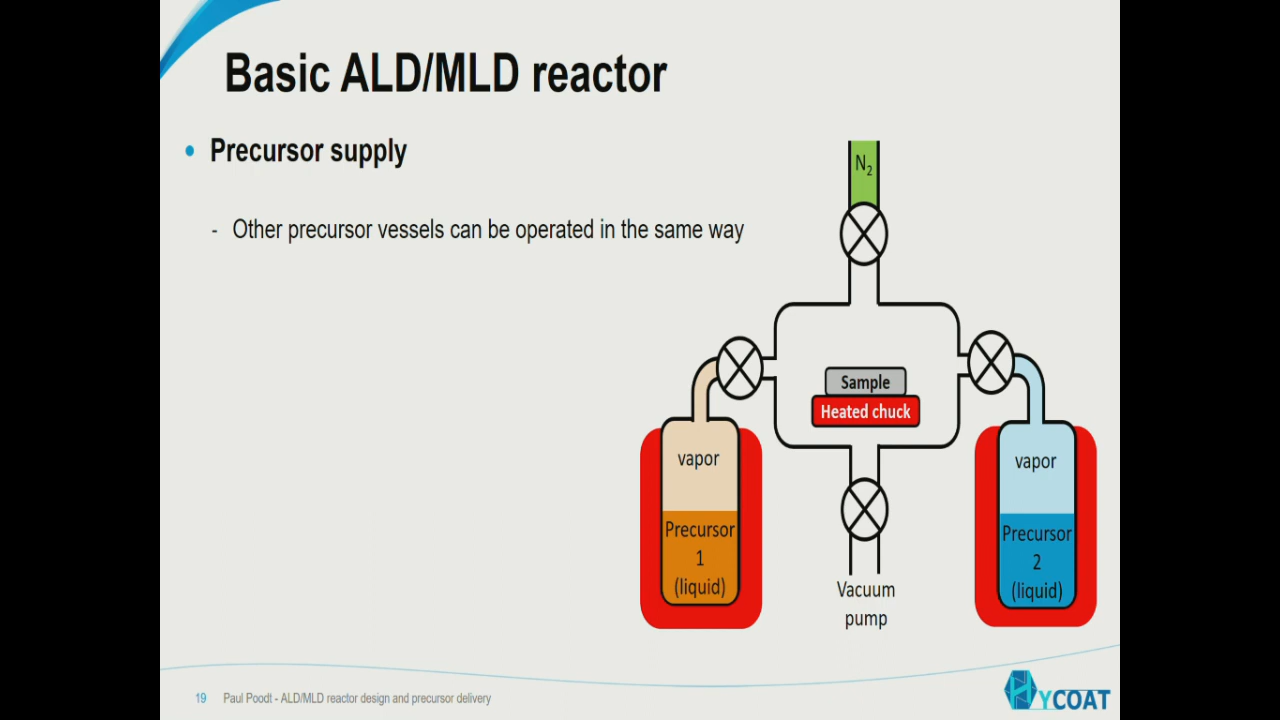 Basic ALD/MLD reactor
• Precursor supply
- Other precursor vessels can be operated in the same way
N₂
Sample
Heated chuck
vapor
Precursor
1
(liquid)
vapor
Precursor
2
(liquid)
Vacuum
pump
19 Paul Poodt - ALD/MLD reactor design and precursor delivery
HYCOAT